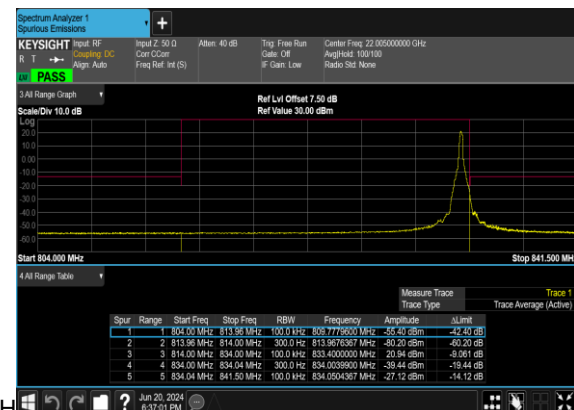 Spectrum Analyzer 1
Spurious Emissions
KEYSIGHT
R T
LW
PASS
Input: RF
Coupling: DC
Align: Auto
Input Z: 50 Ω
Corr CCorr
Freq Ref: Int (S)
Atten: 40 dB
Trig: Free Run
Gate: Off
IF Gain: Low
Center Freq: 22.005000000 GHz
Avg|Hold: 100/100
Radio Std: None
3 All Range Graph
Scale/Div 10.0 dB
Ref Lvl Offset 7.50 dB
Ref Value 30.00 dBm
Log
20.0
10.0
0.00
-10.0
-20.0
-30.0
-40.0
-50.0
-60.0
Start 804.000 MHz
Stop 841.500 MHz
4 All Range Table
Measure Trace Trace 1
Trace Type Trace Average (Active)
Spur Range Start Freq Stop Freq RBW Frequency Amplitude ΔLimit
1 1 804.00 MHz 813.96 MHz 100.0 kHz 809.7779600 MHz -55.40 dBm -42.40 dB
2 2 813.96 MHz 814.00 MHz 300.0 Hz 813.9676367 MHz -80.20 dBm -60.20 dB
3 3 814.00 MHz 834.00 MHz 100.0 kHz 833.4000000 MHz 20.94 dBm -9.061 dB
4 4 834.00 MHz 834.04 MHz 300.0 Hz 834.0039900 MHz -39.44 dBm -19.44 dB
5 5 834.04 MHz 841.50 MHz 100.0 kHz 834.0504367 MHz -27.12 dBm -14.12 dB
H
?
Jun 20, 2024
6:37:01 PM